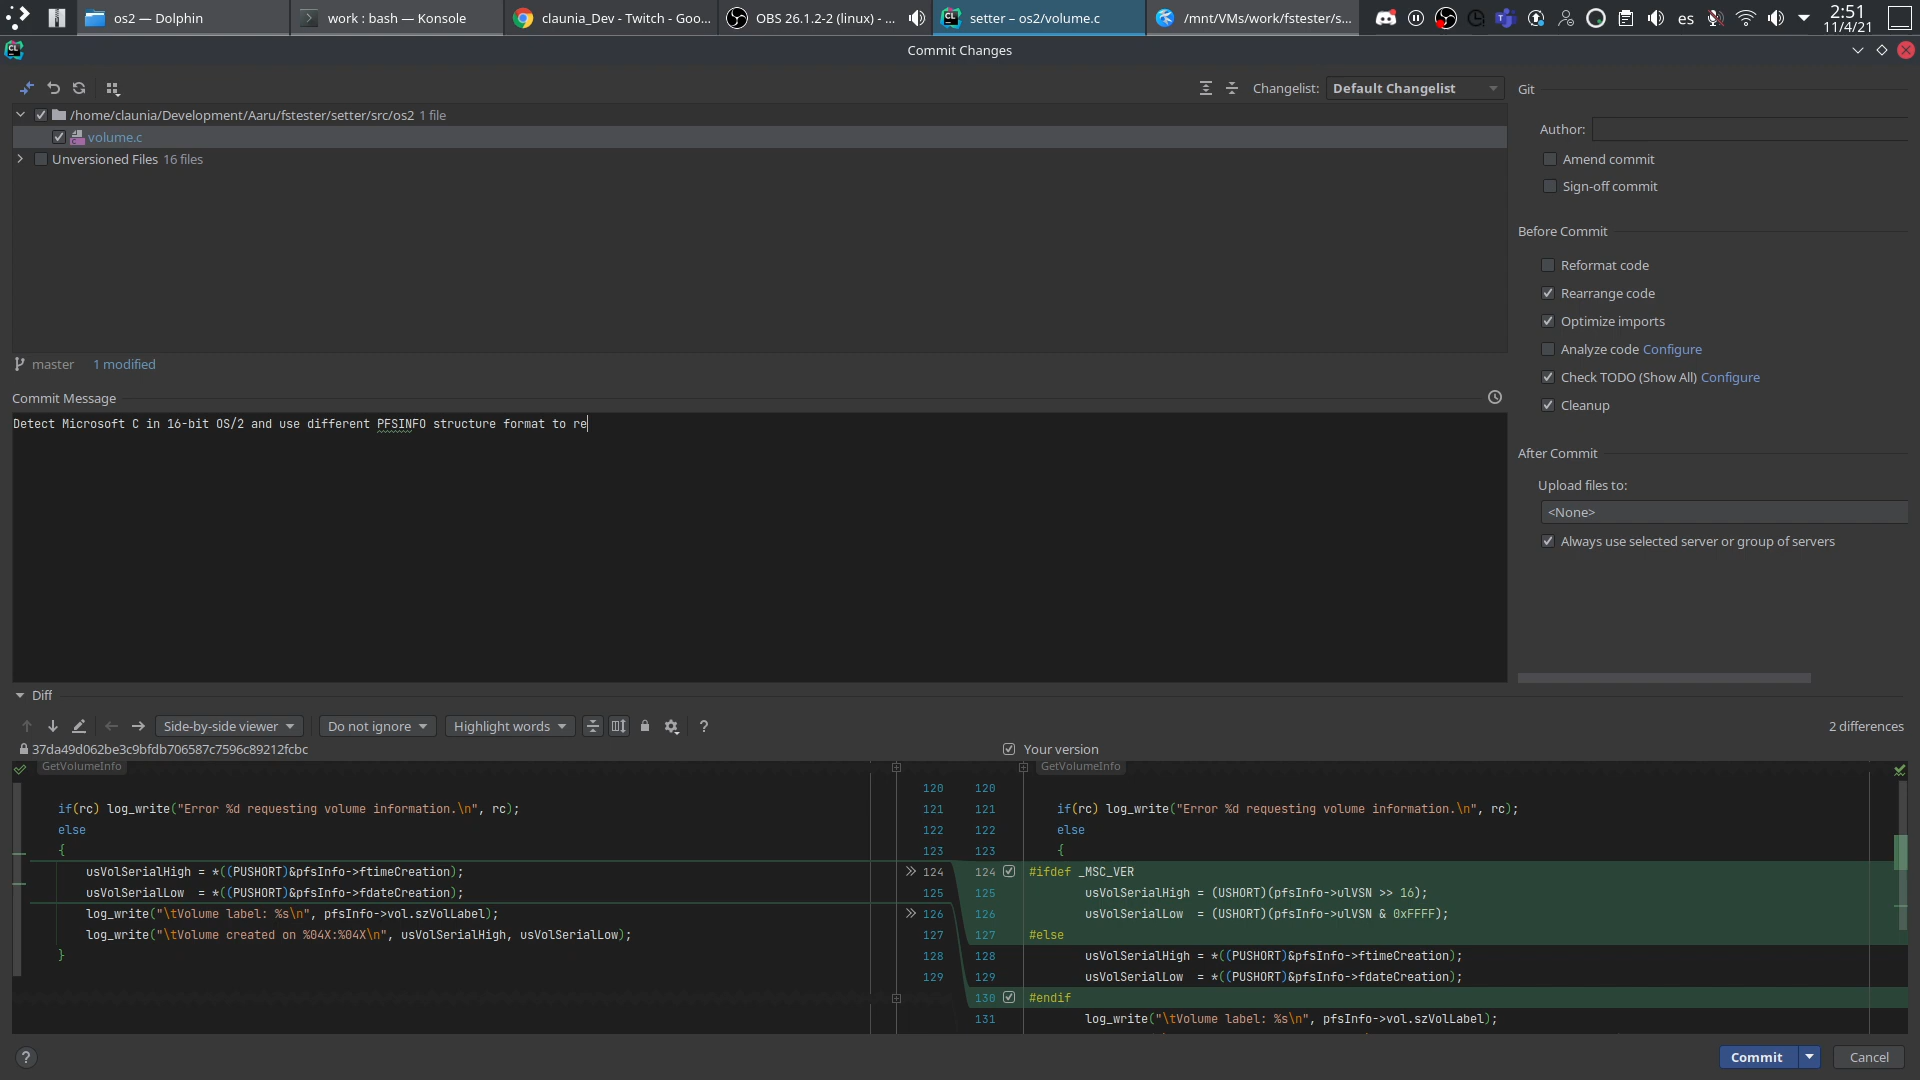 os2 — Dolphin
work : bash — Konsole
claunia_Dev - Twitch - Goo...
OBS 26.1.2-2 (linux) - ...
setter – os2/volume.c
/mnt/VMs/work/fstester/s...
es
2:51
11/4/21
Commit Changes
Changelist:
Default Changelist
Git
/home/claunia/Development/Aaru/fstester/setter/src/os2 1 file
Author:
volume.c
Unversioned Files 16 files
Amend commit
Sign-off commit
Before Commit
Reformat code
Rearrange code
Optimize imports
Analyze code Configure
Check TODO (Show All) Configure
Cleanup
master 1 modified
Commit Message
Detect Microsoft C in 16-bit OS/2 and use different PFSINFO structure format to re
After Commit
Upload files to:
<None>
Always use selected server or group of servers
Diff
Side-by-side viewer
Do not ignore
Highlight words
?
2 differences
37da49d062be3c9bfdb706587c7596c89212fcbc
Your version
GetVolumeInfo
if(rc) log_write("Error %d requesting volume information.\n", rc);
else
{
usVolSerialHigh = *((PUSHORT)&pfsInfo->ftimeCreation);
usVolSerialLow  = *((PUSHORT)&pfsInfo->fdateCreation);
log_write("\tVolume label: %s\n", pfsInfo->vol.szVolLabel);
log_write("\tVolume created on %04X:%04X\n", usVolSerialHigh, usVolSerialLow);
}
120 120
121 121
122 122
123 123
124 124
125 125
126 126
127 127
128 128
129 129
130
131
GetVolumeInfo
if(rc) log_write("Error %d requesting volume information.\n", rc);
else
{
#ifdef _MSC_VER
usVolSerialHigh = (USHORT)(pfsInfo->ulVSN >> 16);
usVolSerialLow  = (USHORT)(pfsInfo->ulVSN & 0xFFFF);
#else
usVolSerialHigh = *((PUSHORT)&pfsInfo->ftimeCreation);
usVolSerialLow  = *((PUSHORT)&pfsInfo->fdateCreation);
#endif
log_write("\tVolume label: %s\n", pfsInfo->vol.szVolLabel);
?
Commit
Cancel